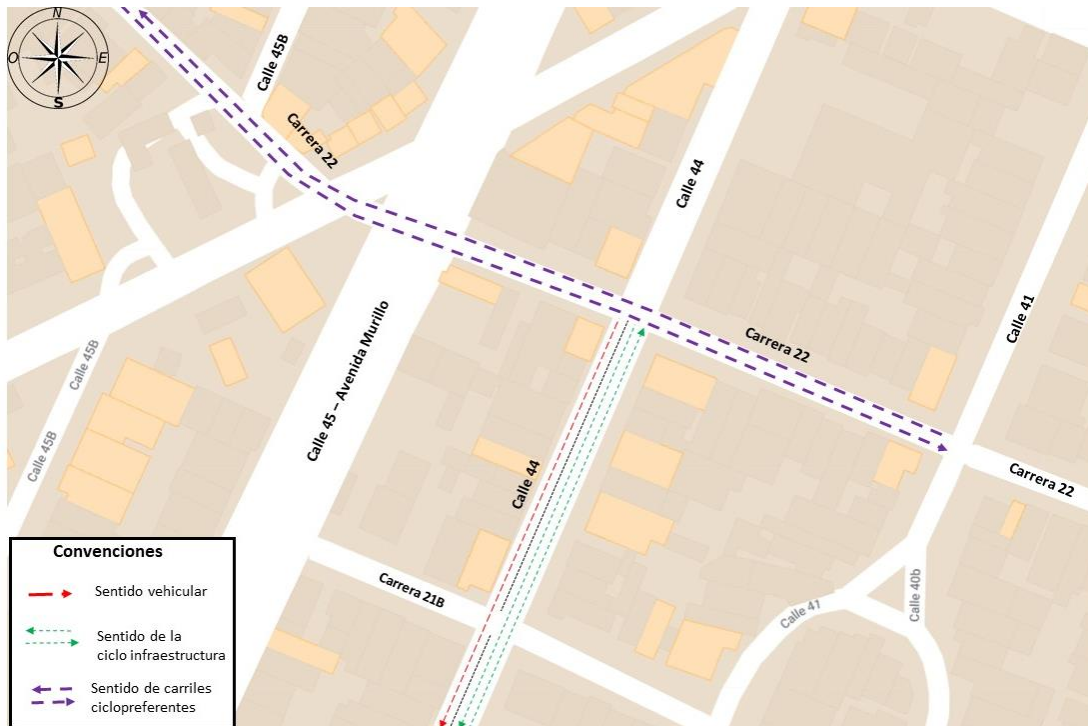 N
O
E
S
Calle 45B
Carrera 22
Calle 44
Calle 41
Carrera 22
Calle 45B
Calle 45 – Avenida Murillo
Calle 45B
Calle 44
Carrera 22
Carrera 21B
Calle 41
Calle 40b
Convenciones
Sentido vehicular
Sentido de la
ciclo infraestructura
Sentido de carriles
ciclopreferentes